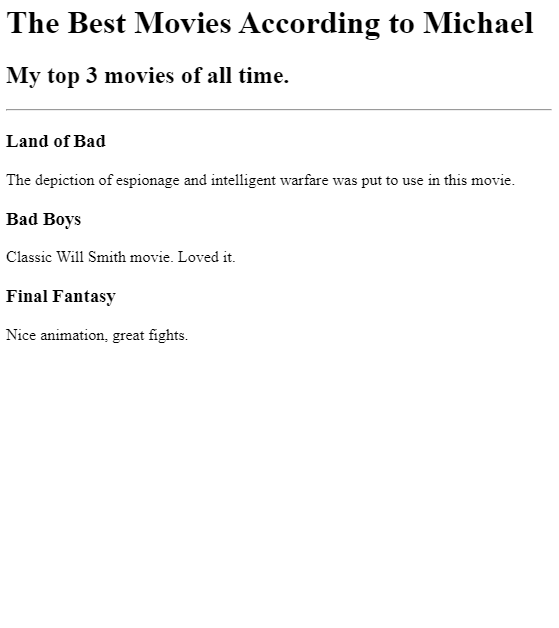 The Best Movies According to Michael
My top 3 movies of all time.
Land of Bad
The depiction of espionage and intelligent warfare was put to use in this movie.
Bad Boys
Classic Will Smith movie. Loved it.
Final Fantasy
Nice animation, great fights.